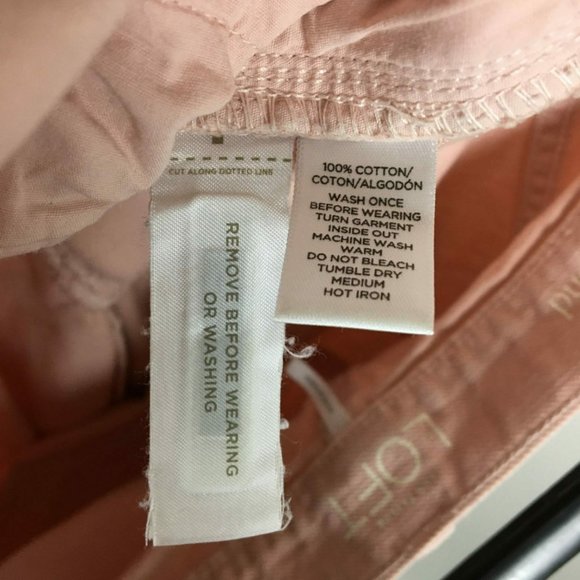 CUT ALONG DOTTED LINE
REMOVE BEFORE WEARING
OR WASHING
100% COTTON/
COTON/ALGODÓN
WASH ONCE
BEFORE WEARING
TURN GARMENT
INSIDE OUT
MACHINE WASH
WARM
DO NOT BLEACH
TUMBLE DRY
MEDIUM
HOT IRON
LOFT